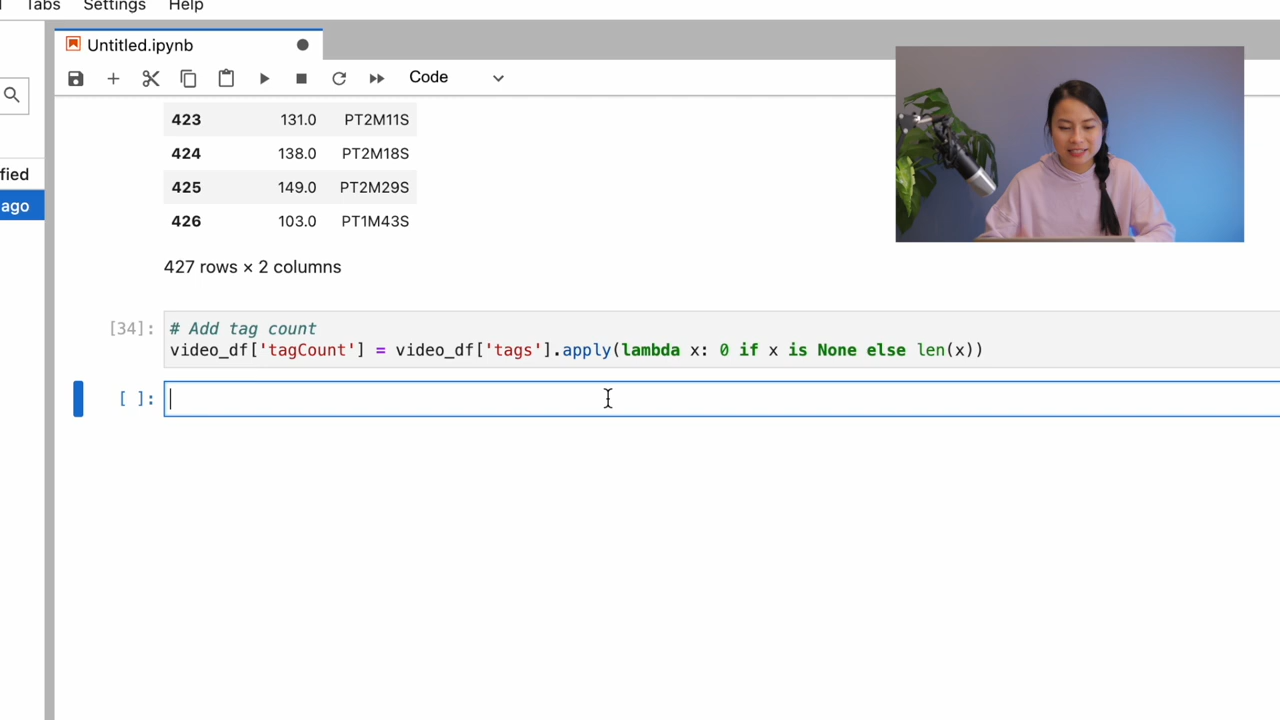 Tabs Settings Help
Untitled.ipynb
Code
423 131.0 PT2M11S
424 138.0 PT2M18S
425 149.0 PT2M29S
426 103.0 PT1M43S
fied
ago
427 rows × 2 columns
[34]: # Add tag count
video_df['tagCount'] = video_df['tags'].apply(lambda x: 0 if x is None else len(x))
[ ]: